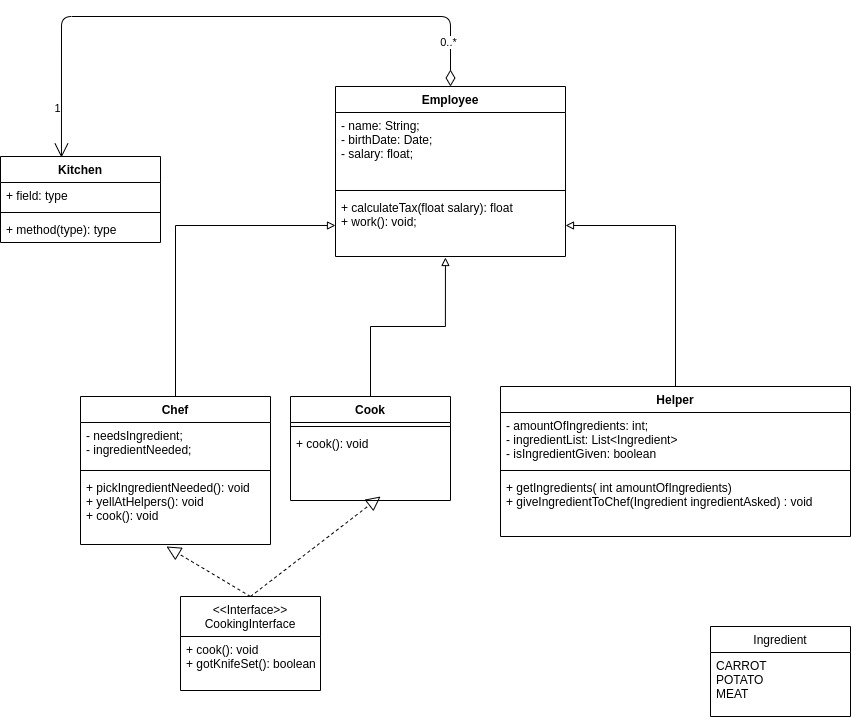 0..*
1
Employee
- name: String;
- birthDate: Date;
- salary: float;
+ calculateTax(float salary): float
+ work(): void;
Kitchen
+ field: type
+ method(type): type
Chef
- needsIngredient;
- ingredientNeeded;
+ pickIngredientNeeded(): void
+ yellAtHelpers(): void
+ cook(): void
Cook
+ cook(): void
Helper
- amountOfIngredients: int;
- ingredientList: List<Ingredient>
- isIngredientGiven: boolean
+ getIngredients( int amountOfIngredients)
+ giveIngredientToChef(Ingredient ingredientAsked) : void
<<Interface>>
CookingInterface
+ cook(): void
+ gotKnifeSet(): boolean
Ingredient
CARROT
POTATO
MEAT